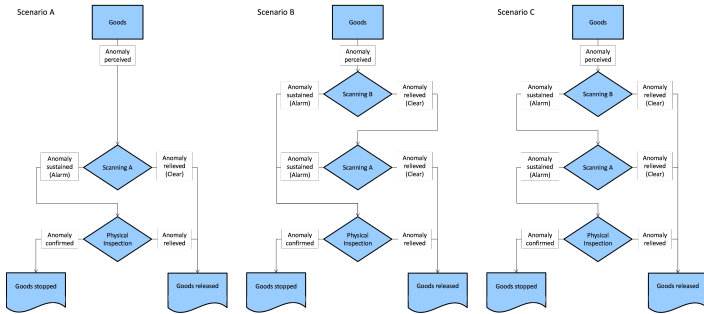 Scenario A
Goods
Anomaly
perceived
Anomaly
sustained
(Alarm)
Scanning A
Anomaly
relieved
(Clear)
Anomaly
confirmed
Physical
Inspection
Anomaly
relieved
Goods stopped
Goods released
Scenario B
Goods
Anomaly
perceived
Anomaly
sustained
(Alarm)
Scanning B
Anomaly
relieved
(Clear)
Anomaly
sustained
(Alarm)
Scanning A
Anomaly
relieved
(Clear)
Anomaly
confirmed
Physical
Inspection
Anomaly
relieved
Goods stopped
Goods released
Scenario C
Goods
Anomaly
perceived
Anomaly
sustained
(Alarm)
Scanning B
Anomaly
relieved
(Clear)
Anomaly
sustained
(Alarm)
Scanning A
Anomaly
relieved
(Clear)
Anomaly
confirmed
Physical
Inspection
Anomaly
relieved
Goods stopped
Goods released